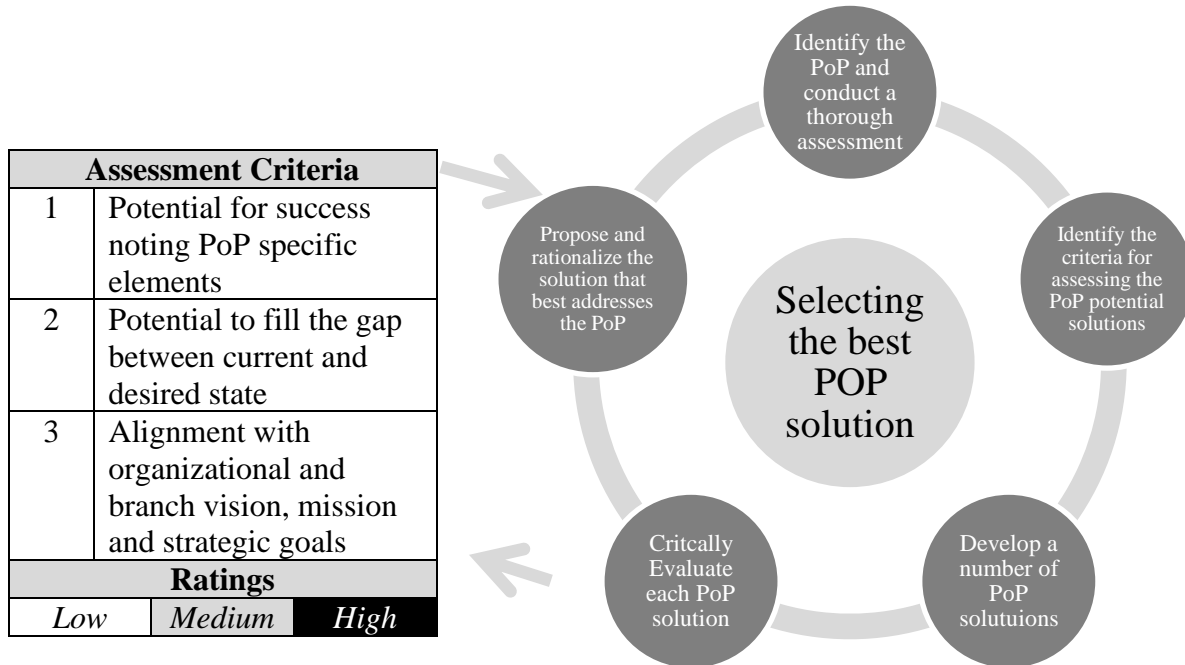 Assessment Criteria
1
Potential for success
noting PoP specific
elements
2
Potential to fill the gap
between current and
desired state
3
Alignment with
organizational and
branch vision, mission
and strategic goals
Ratings
Low Medium High
Identify the
PoP and
conduct a
thorough
assessment
Identify the
criteria for
assessing the
PoP potential
solutions
Develop a
number of
PoP
solutuions
Critcally
Evaluate
each PoP
solution
Propose and
rationalize the
solution that
best addresses
the PoP
Selecting
the best
POP
solution